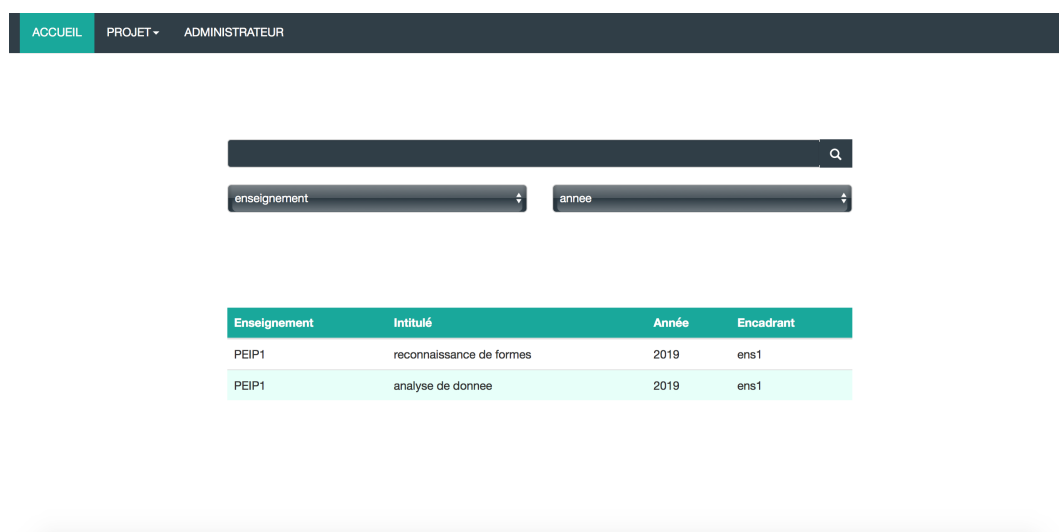 ACCUEIL PROJET ADMINISTRATEUR
enseignement annee
Enseignement Intitulé Année Encadrant
PEIP1 reconnaissance de formes 2019 ens1
PEIP1 analyse de donnee 2019 ens1